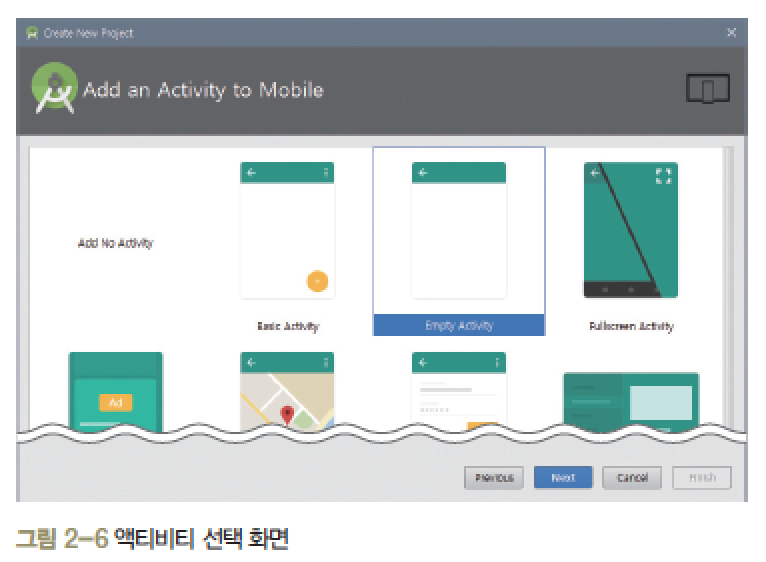 Create New Project
Add an Activity to Mobile
Add No Activity
Basic Activity
Empty Activity
Fullscreen Activity
Ad
Previous
Next
Cancel
Finish
그림 2-6 액티비티 선택 화면